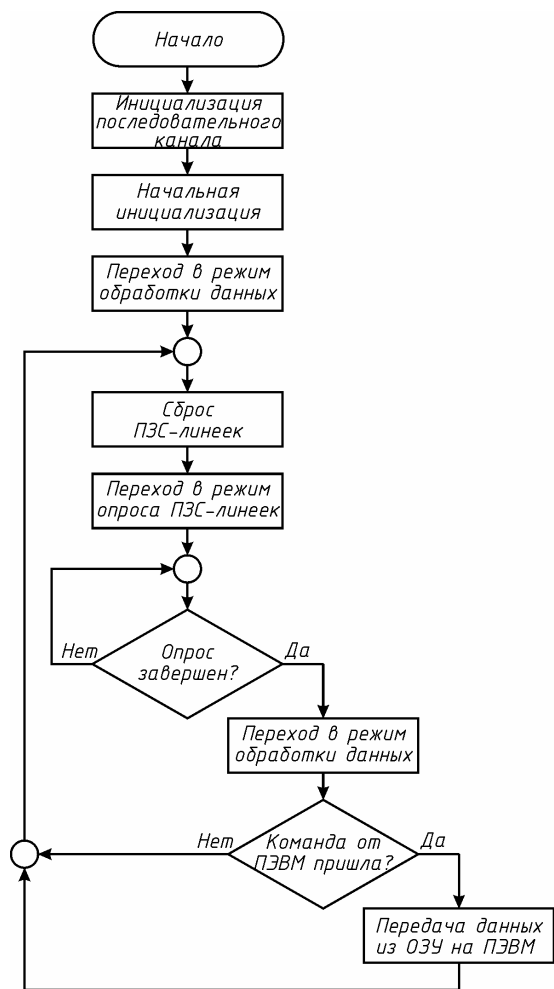 Начало
Инициализация
последовательного
канала
Начальная
инициализация
Переход в режим
обработки данных
Сброс
ПЗС-линеек
Переход в режим
опроса ПЗС-линеек
Нет
Опрос
завершен?
Да
Переход в режим
обработки данных
Нет
Команда от
ПЭВМ пришла?
Да
Передача данных
из ОЗУ на ПЭВМ